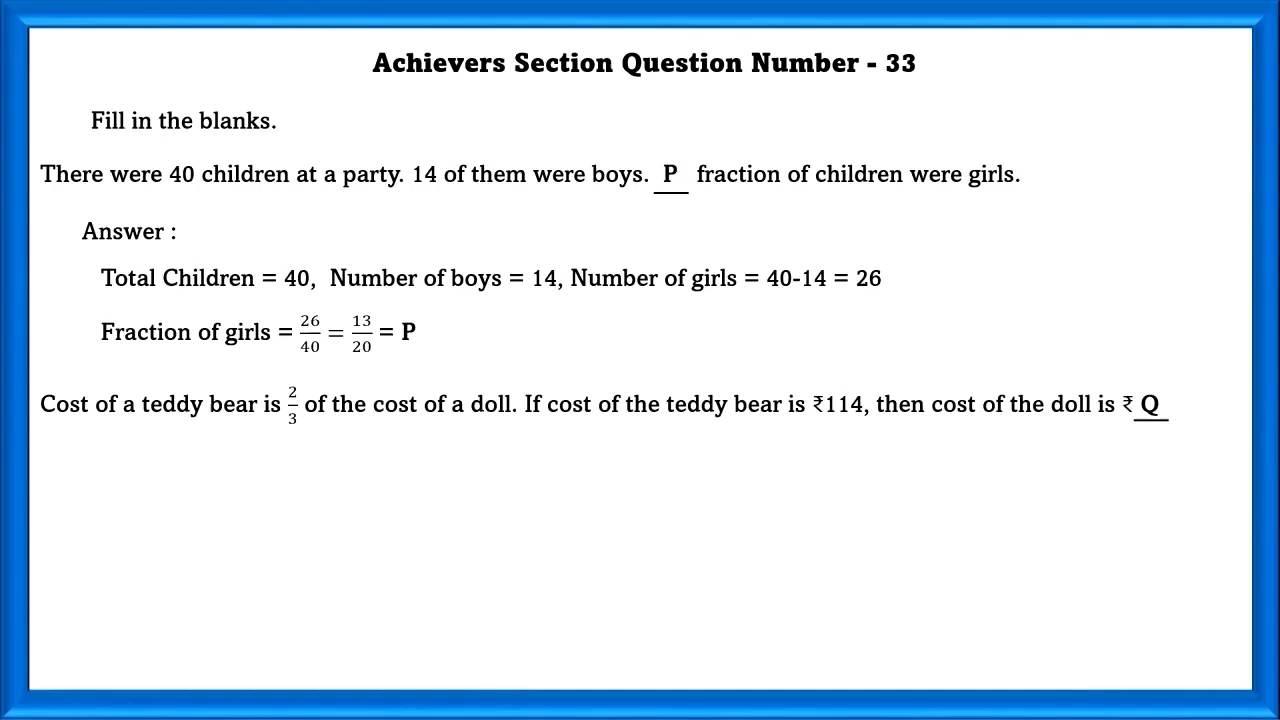 Achievers Section Question Number - 33
Fill in the blanks.
There were 40 children at a party. 14 of them were boys. P fraction of children were girls.
Answer :
Total Children = 40, Number of boys = 14, Number of girls = 40-14 = 26
Fraction of girls = 26/40 = 13/20 = P
Cost of a teddy bear is 2/3 of the cost of a doll. If cost of the teddy bear is ₹114, then cost of the doll is ₹ Q